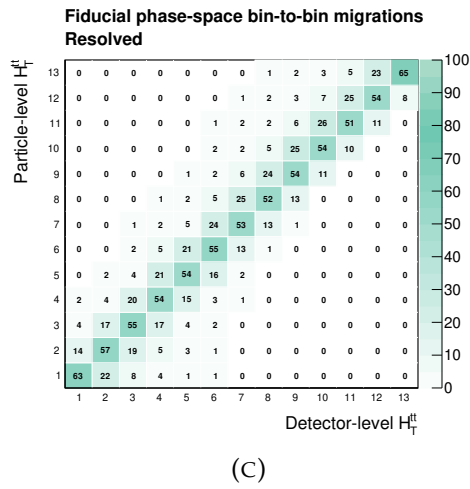 Fiducial phase-space bin-to-bin migrations
Resolved
Particle-level H_T^{tt}
13 0 0 0 0 0 0 0 1 2 3 5 23 65
12 0 0 0 0 0 0 1 2 3 7 25 54 8
11 0 0 0 0 0 1 2 2 6 26 51 11 0
10 0 0 0 0 0 2 2 5 25 54 10 0 0
9 0 0 0 0 1 2 6 24 54 11 0 0 0
8 0 0 0 1 2 5 25 52 13 0 0 0 0
7 0 0 1 2 5 24 53 13 1 0 0 0 0
6 0 0 2 5 21 55 13 1 0 0 0 0 0
5 0 2 4 21 54 16 2 0 0 0 0 0 0
4 2 4 20 54 15 3 1 0 0 0 0 0 0
3 4 17 55 17 4 2 0 0 0 0 0 0 0
2 14 57 19 5 3 1 0 0 0 0 0 0 0
1 63 22 8 4 1 1 0 0 0 0 0 0 0
1 2 3 4 5 6 7 8 9 10 11 12 13
Detector-level H_T^{tt}
100
90
80
70
60
50
40
30
20
10
0
(C)